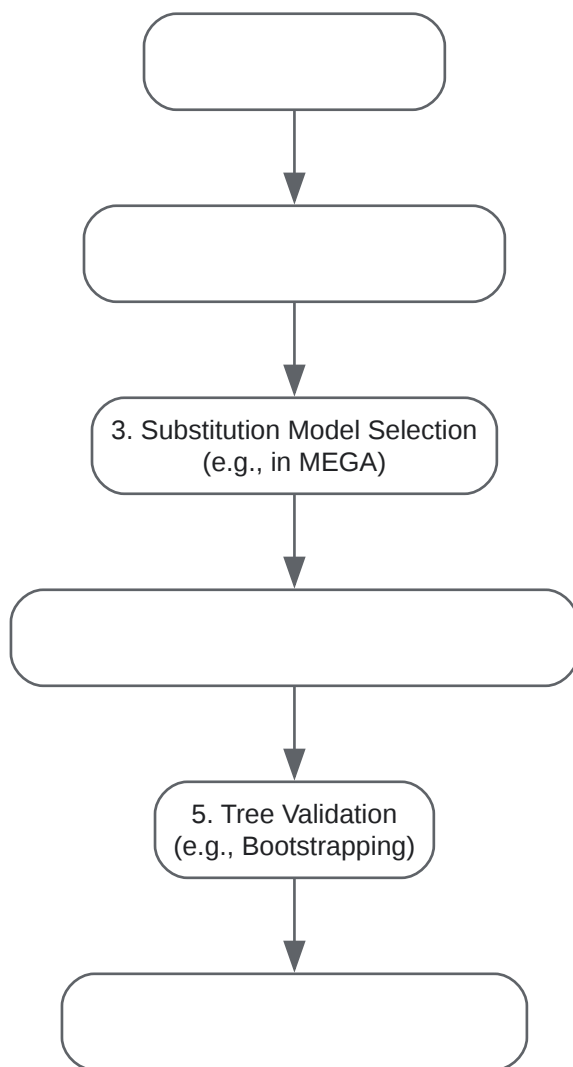 3. Substitution Model Selection
(e.g., in MEGA)
5. Tree Validation
(e.g., Bootstrapping)